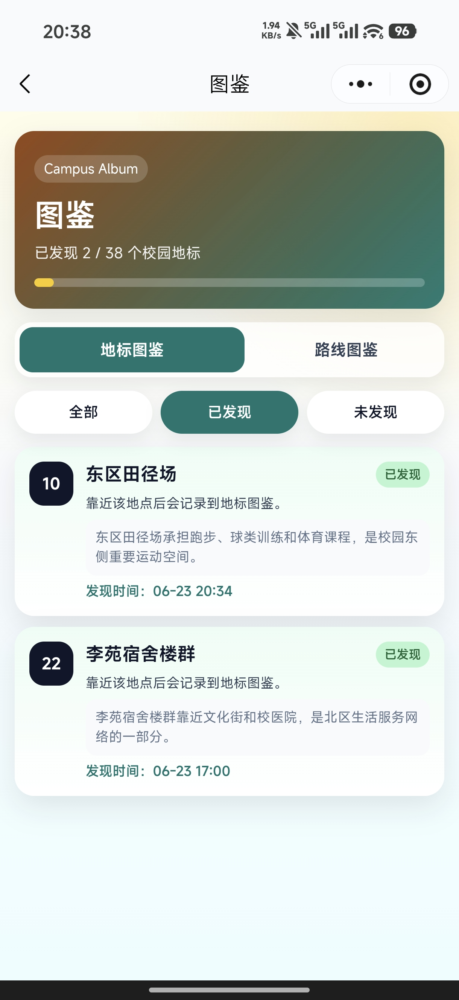 20:38
1.94
KB/s
5G
5G
6
96
图鉴
Campus Album
图鉴
已发现 2 / 38 个校园地标
地标图鉴
路线图鉴
全部
已发现
未发现
10
东区田径场
已发现
靠近该地点后会记录到地标图鉴。
东区田径场承担跑步、球类训练和体育课程，是校园东
侧重要运动空间。
发现时间：06-23 20:34
22
李苑宿舍楼群
已发现
靠近该地点后会记录到地标图鉴。
李苑宿舍楼群靠近文化街和校医院，是北区生活服务网
络的一部分。
发现时间：06-23 17:00